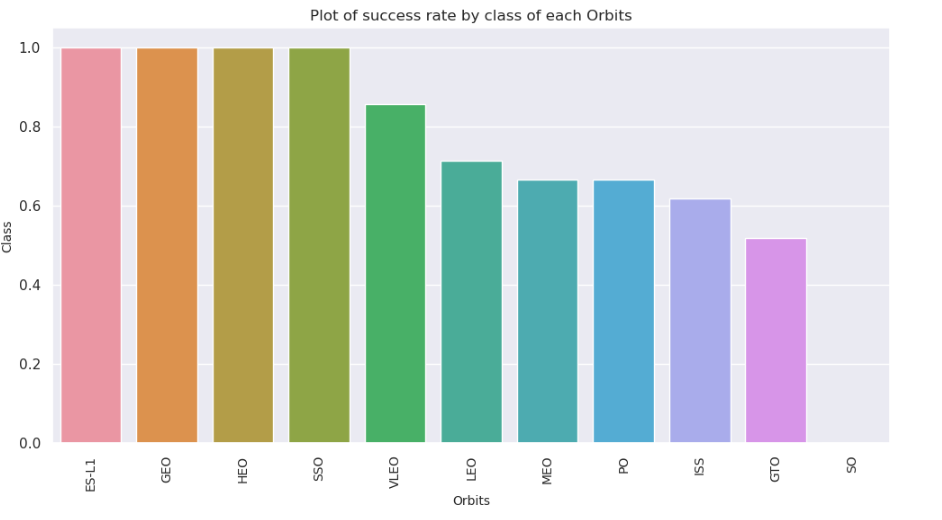 Plot of success rate by class of each Orbits
1.0
0.8
0.6
0.4
0.2
0.0
Class
ES-L1
GEO
HEO
SSO
VLEO
LEO
MEO
PO
ISS
GTO
SO
Orbits